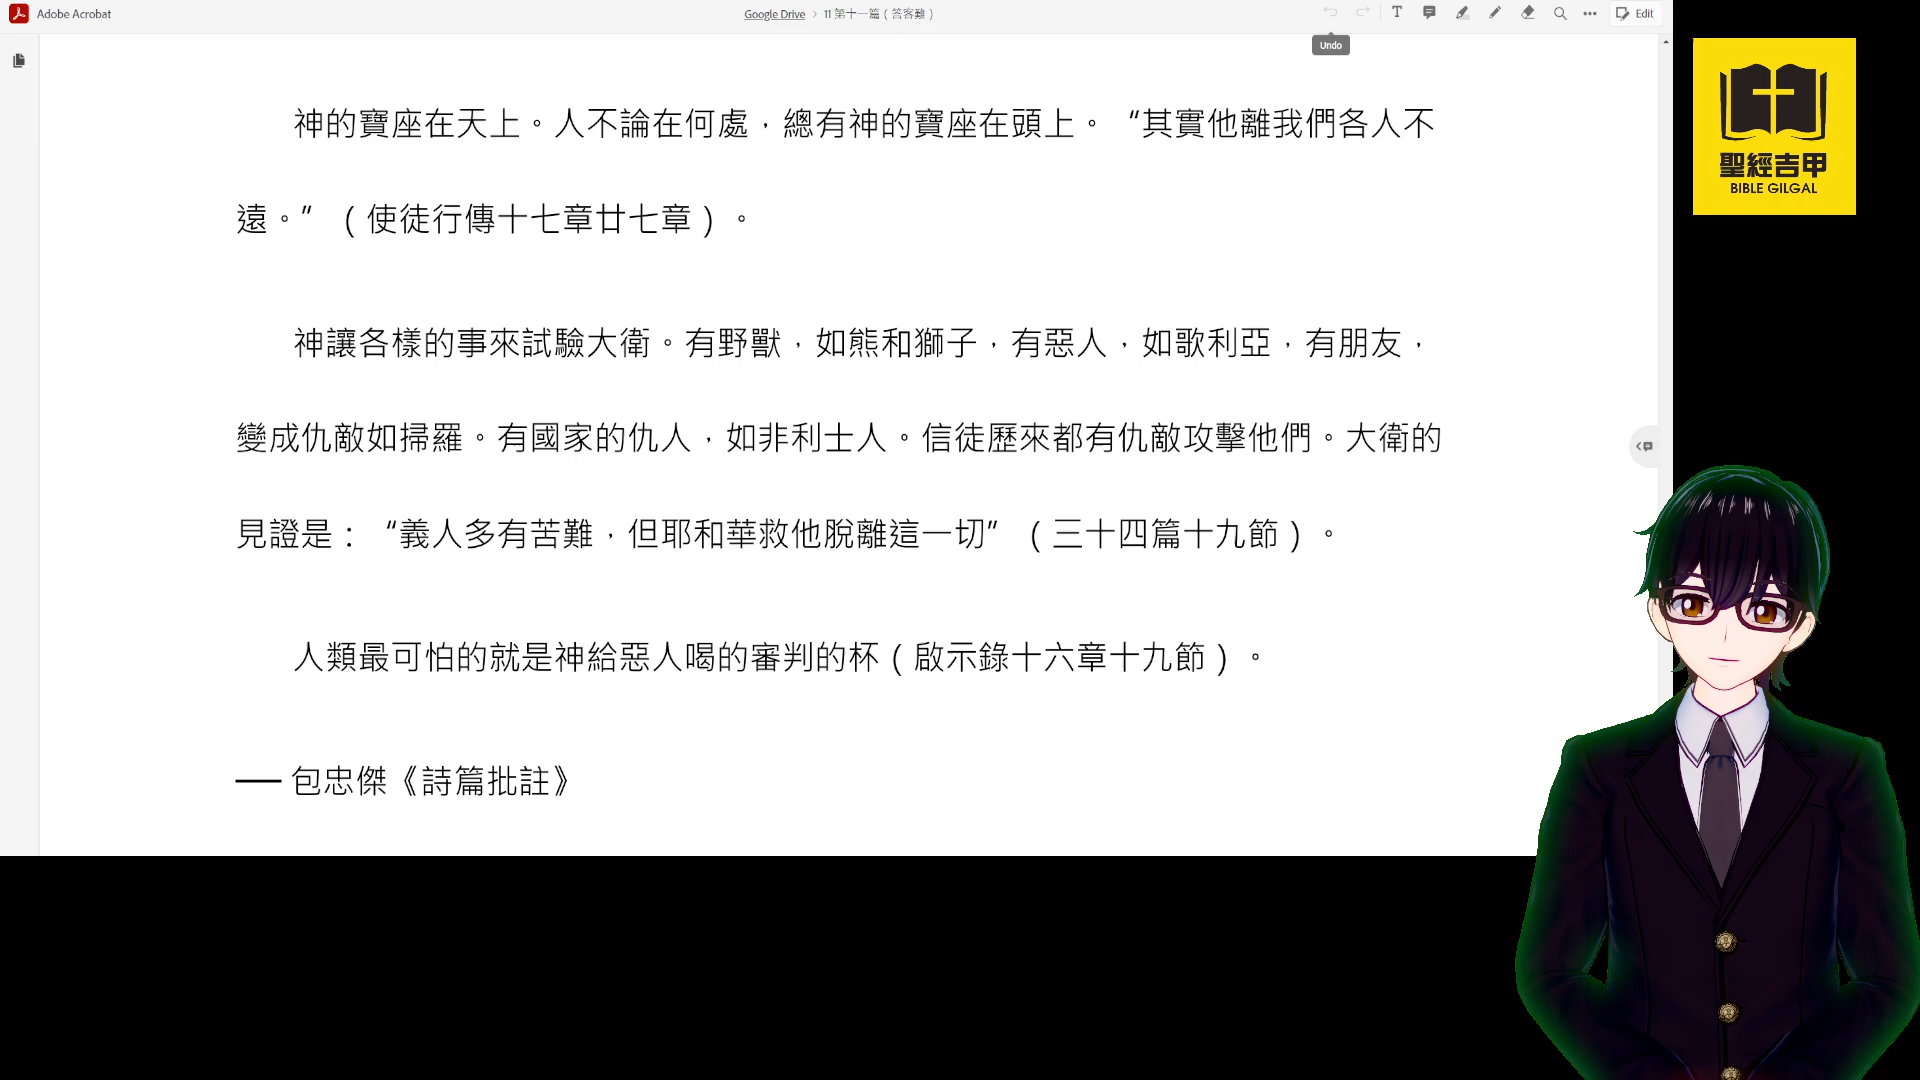 Adobe Acrobat
Google Drive › 11 第十一篇（答客難）
Edit
Undo
神的寶座在天上。人不論在何處，總有神的寶座在頭上。“其實他離我們各人不
遠。”（使徒行傳十七章廿七章）。
神讓各樣的事來試驗大衛。有野獸，如熊和獅子，有惡人，如歌利亞，有朋友，
變成仇敵如掃羅。有國家的仇人，如非利士人。信徒歷來都有仇敵攻擊他們。大衛的
見證是：“義人多有苦難，但耶和華救他脫離這一切”（三十四篇十九節）。
人類最可怕的就是神給惡人喝的審判的杯（啟示錄十六章十九節）。
── 包忠傑《詩篇批註》
聖經吉甲
BIBLE GILGAL